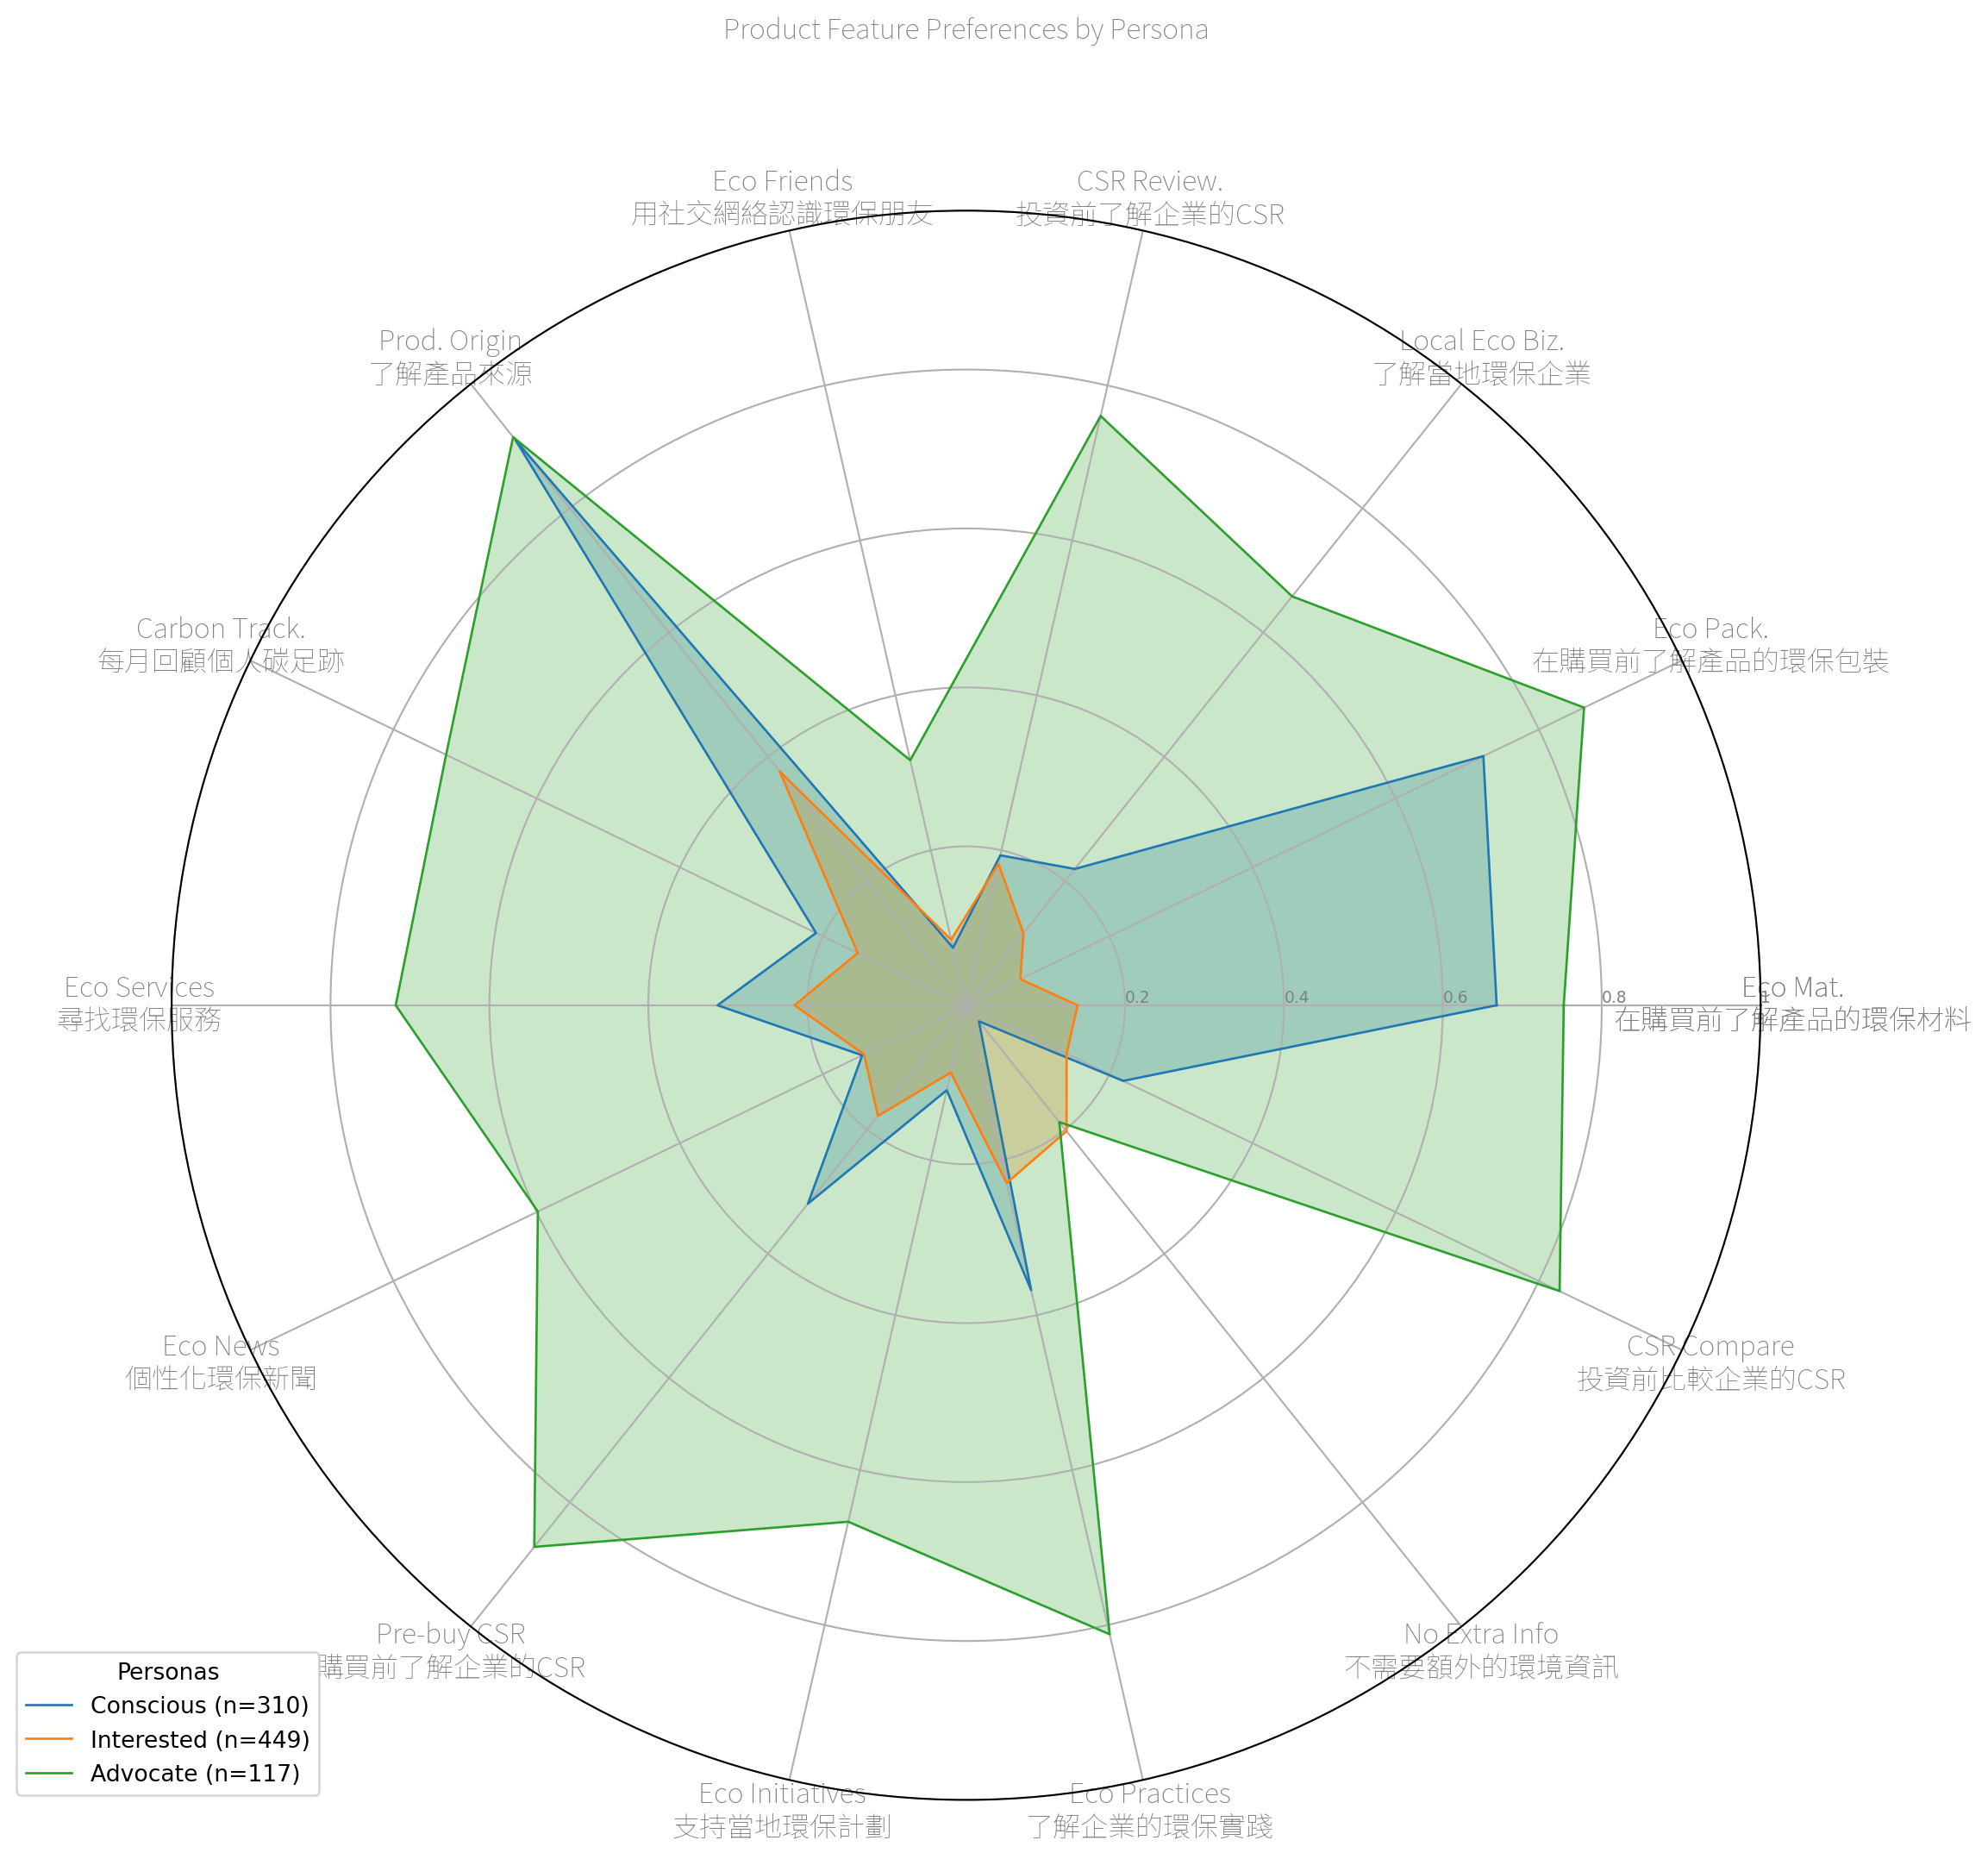 Product Feature Preferences by Persona
Eco Friends
用社交網絡認識環保朋友
CSR Review.
投資前了解企業的CSR
Prod. Origin
了解產品來源
Local Eco Biz.
了解當地環保企業
Carbon Track.
每月回顧個人碳足跡
Eco Pack.
在購買前了解產品的環保包裝
Eco Services
尋找環保服務
0.2
0.4
0.6
0.8
1
Eco Mat.
在購買前了解產品的環保材料
Eco News
個性化環保新聞
CSR Compare
投資前比較企業的CSR
Pre-buy CSR
購買前了解企業的CSR
No Extra Info
不需要額外的環境資訊
Eco Initiatives
支持當地環保計劃
Eco Practices
了解企業的環保實踐
Personas
Conscious (n=310)
Interested (n=449)
Advocate (n=117)